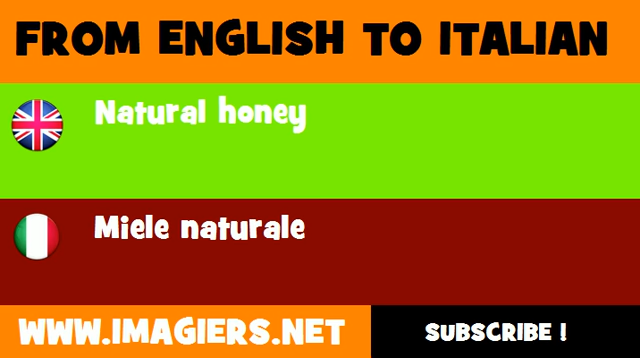 FROM ENGLISH TO ITALIAN
Natural honey
Miele naturale
WWW.IMAGIERS.NET
SUBSCRIBE !